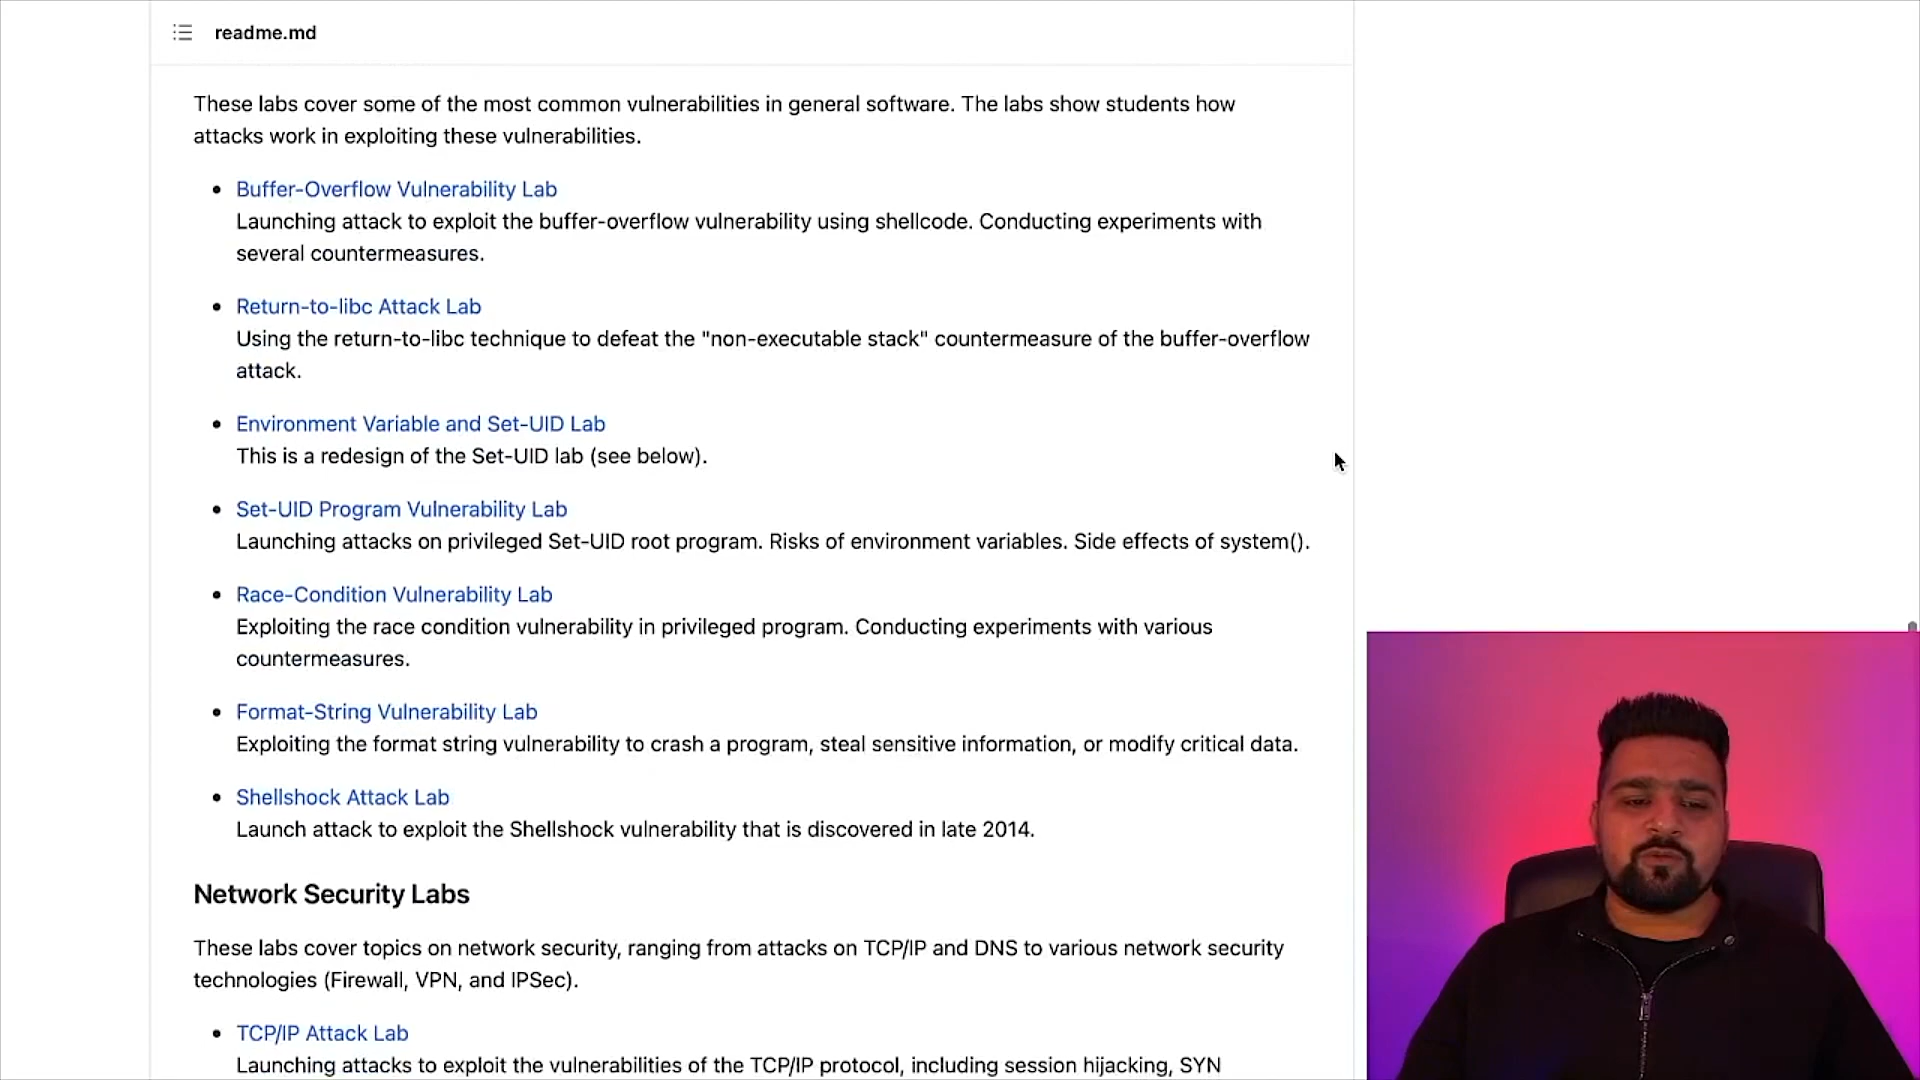 readme.md
These labs cover some of the most common vulnerabilities in general software. The labs show students how
attacks work in exploiting these vulnerabilities.
Buffer-Overflow Vulnerability Lab
Launching attack to exploit the buffer-overflow vulnerability using shellcode. Conducting experiments with
several countermeasures.
Return-to-libc Attack Lab
Using the return-to-libc technique to defeat the "non-executable stack" countermeasure of the buffer-overflow
attack.
Environment Variable and Set-UID Lab
This is a redesign of the Set-UID lab (see below).
Set-UID Program Vulnerability Lab
Launching attacks on privileged Set-UID root program. Risks of environment variables. Side effects of system().
Race-Condition Vulnerability Lab
Exploiting the race condition vulnerability in privileged program. Conducting experiments with various
countermeasures.
Format-String Vulnerability Lab
Exploiting the format string vulnerability to crash a program, steal sensitive information, or modify critical data.
Shellshock Attack Lab
Launch attack to exploit the Shellshock vulnerability that is discovered in late 2014.
Network Security Labs
These labs cover topics on network security, ranging from attacks on TCP/IP and DNS to various network security
technologies (Firewall, VPN, and IPSec).
TCP/IP Attack Lab
Launching attacks to exploit the vulnerabilities of the TCP/IP protocol, including session hijacking, SYN